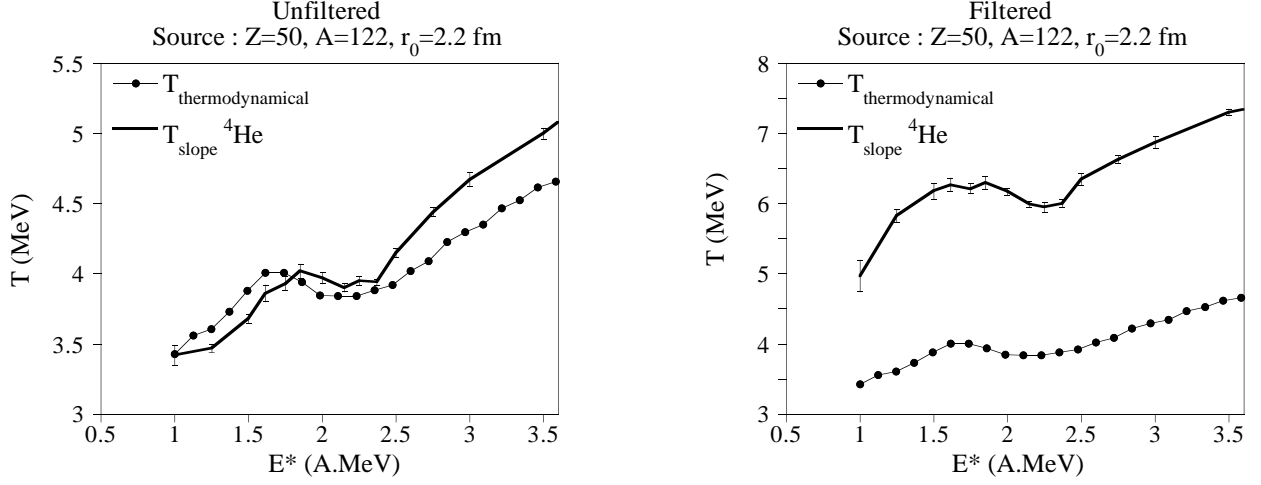 Unfiltered
Source : Z=50, A=122, r0=2.2 fm
5.5
5
4.5
4
3.5
3
T (MeV)
Tthermodynamical
Tslope 4He
0.5 1 1.5 2 2.5 3 3.5
E* (A.MeV)
Filtered
Source : Z=50, A=122, r0=2.2 fm
8
7
6
5
4
3
T (MeV)
Tthermodynamical
Tslope 4He
0.5 1 1.5 2 2.5 3 3.5
E* (A.MeV)